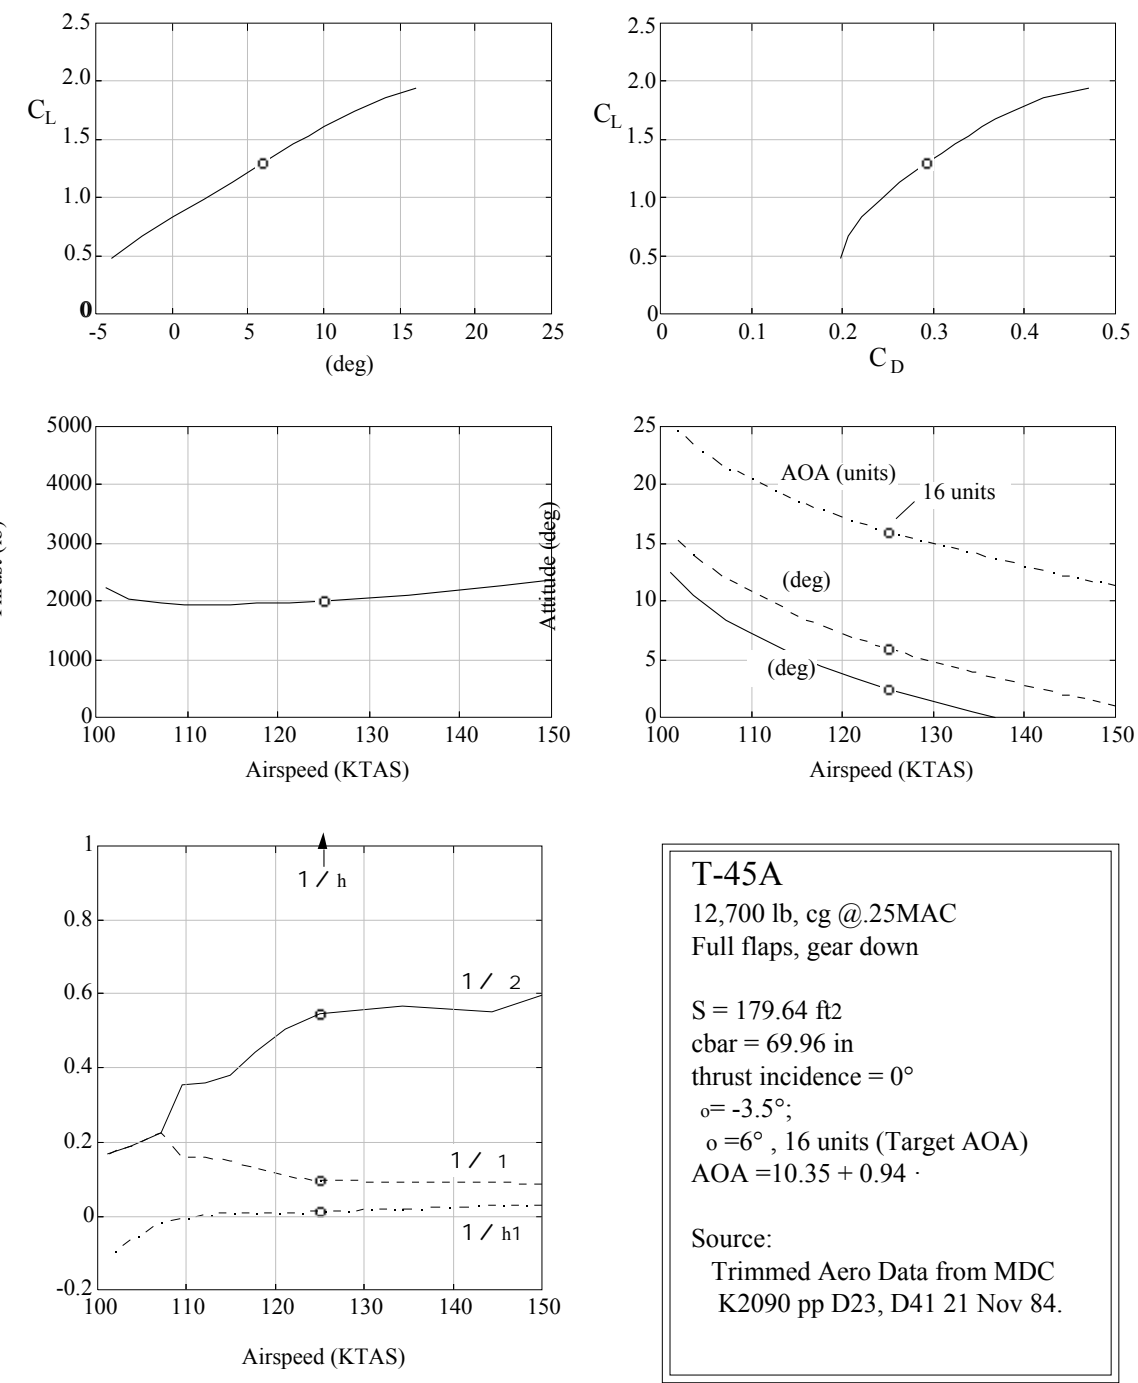 2.5
2.0
C_L
1.5
1.0
0.5
0
-5 0 5 10 15 20 25
(deg)
2.5
2.0
C_L
1.5
1.0
0.5
0
0 0.1 0.2 0.3 0.4 0.5
C_D
5000
4000
3000
2000
1000
0
100 110 120 130 140 150
Airspeed (KTAS)
Attitude (deg)
25
20
15
10
5
0
AOA (units)
16 units
(deg)
(deg)
100 110 120 130 140 150
Airspeed (KTAS)
1
0.8
0.6
0.4
0.2
0
-0.2
1/ h
1/ 2
1/ 1
1/ h1
100 110 120 130 140 150
Airspeed (KTAS)
T-45A
12,700 lb, cg @.25MAC
Full flaps, gear down
S = 179.64 ft2
cbar = 69.96 in
thrust incidence = 0°
o= -3.5°;
o =6° , 16 units (Target AOA)
AOA =10.35 + 0.94 ·
Source:
Trimmed Aero Data from MDC
K2090 pp D23, D41 21 Nov 84.